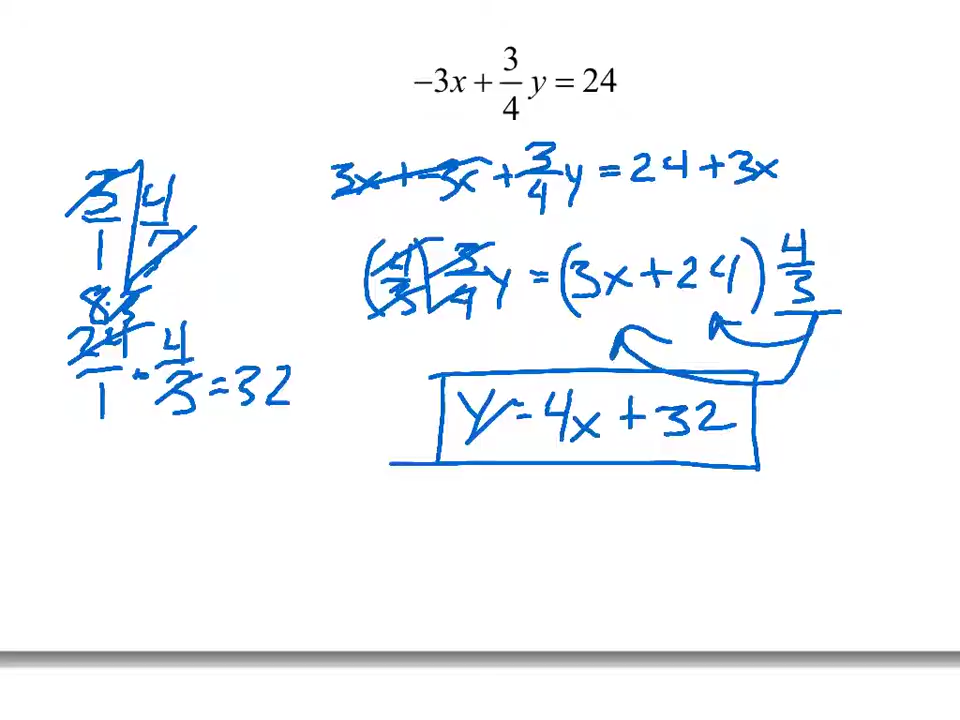 −3x + 3/4 y = 24
3x + -3x + 3/4 y = 24 + 3x
(4/3) 3/4 y = (3x + 24) 4/3
y = 4x + 32
3/1 4/
8·3
24/1 · 4/3 = 32